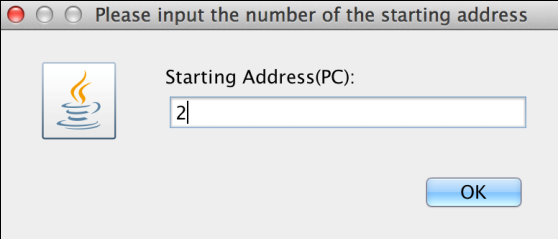 Please input the number of the starting address
Starting Address(PC):
2
OK